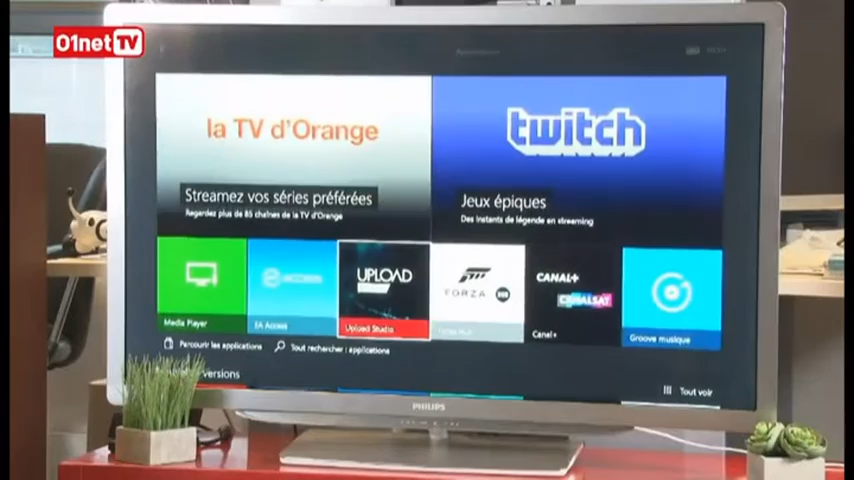 01netTV
la TV d'Orange
twitch
Streamez vos séries préférées
Regardez plus de 85 chaînes de la TV d'Orange
Jeux épiques
Des instants de légende en streaming
UPLOAD
FORZA
CANAL+
CANALSAT
Media Player
EA Access
Upload Studio
Canal+
Groove musique
Parcourir les applications
Tout rechercher : applications
versions
Tout voir
PHILIPS